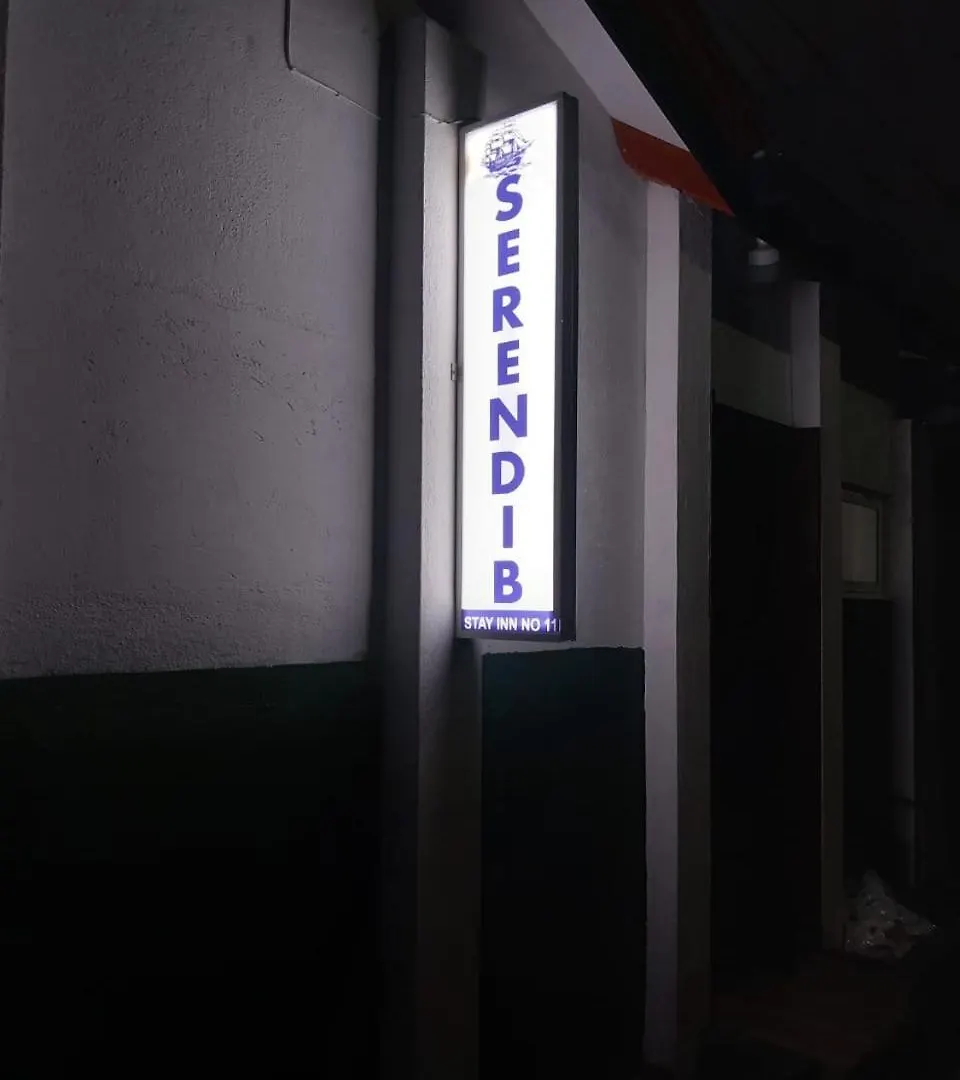 SERENDIB
STAY INN NO 11